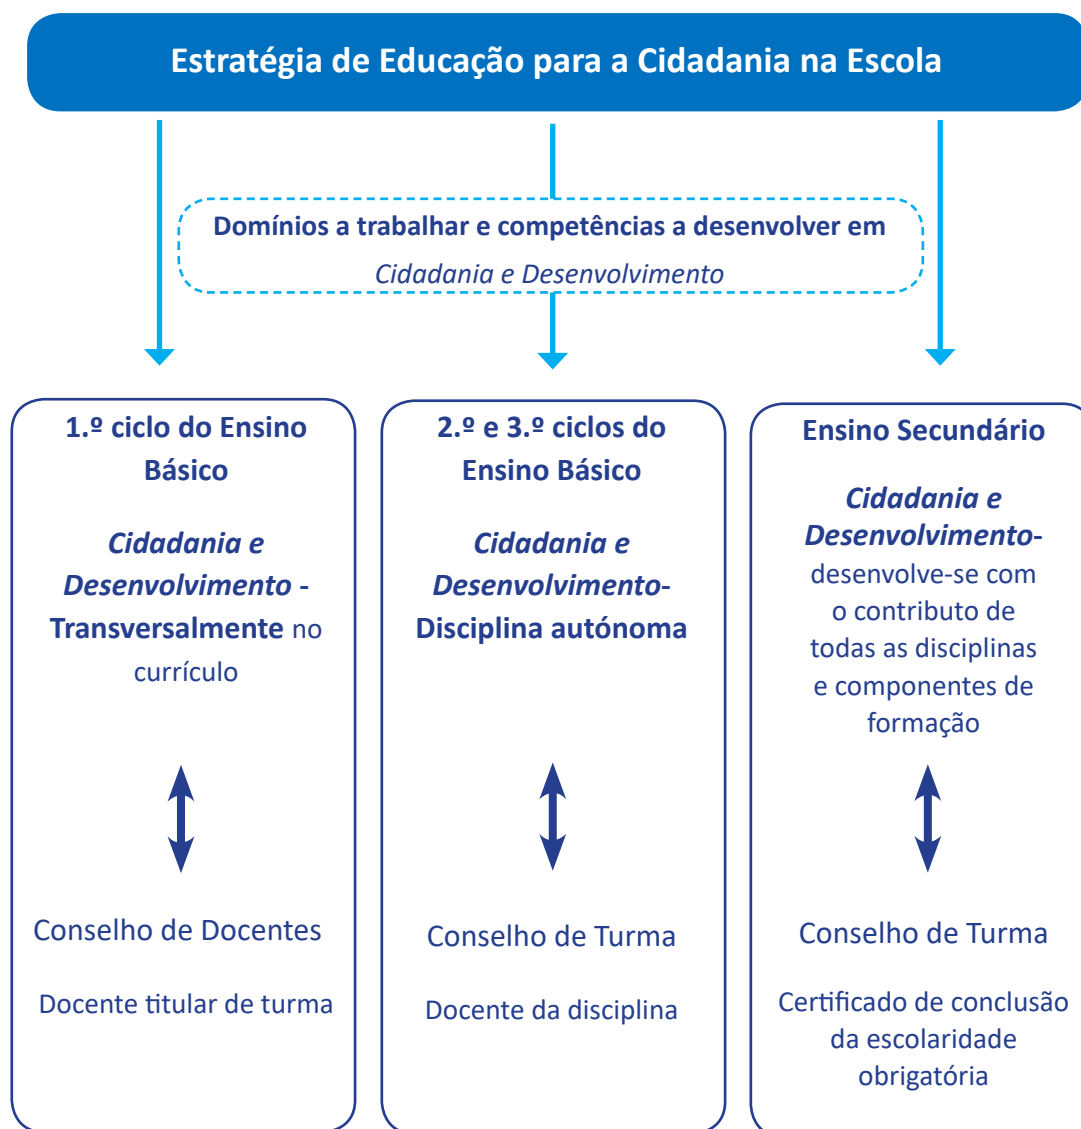 Estratégia de Educação para a Cidadania na Escola
Domínios a trabalhar e competências a desenvolver em
Cidadania e Desenvolvimento
1.º ciclo do Ensino
Básico
Cidadania e
Desenvolvimento -
Transversalmente no
currículo
Conselho de Docentes
Docente titular de turma
2.º e 3.º ciclos do
Ensino Básico
Cidadania e
Desenvolvimento-
Disciplina autónoma
Conselho de Turma
Docente da disciplina
Ensino Secundário
Cidadania e
Desenvolvimento-
desenvolve-se com
o contributo de
todas as disciplinas
e componentes de
formação
Conselho de Turma
Certificado de conclusão
da escolaridade
obrigatória